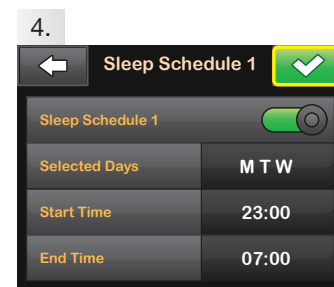 4.
Sleep Schedule 1
Sleep Schedule 1
Selected Days M T W
Start Time 23:00
End Time 07:00